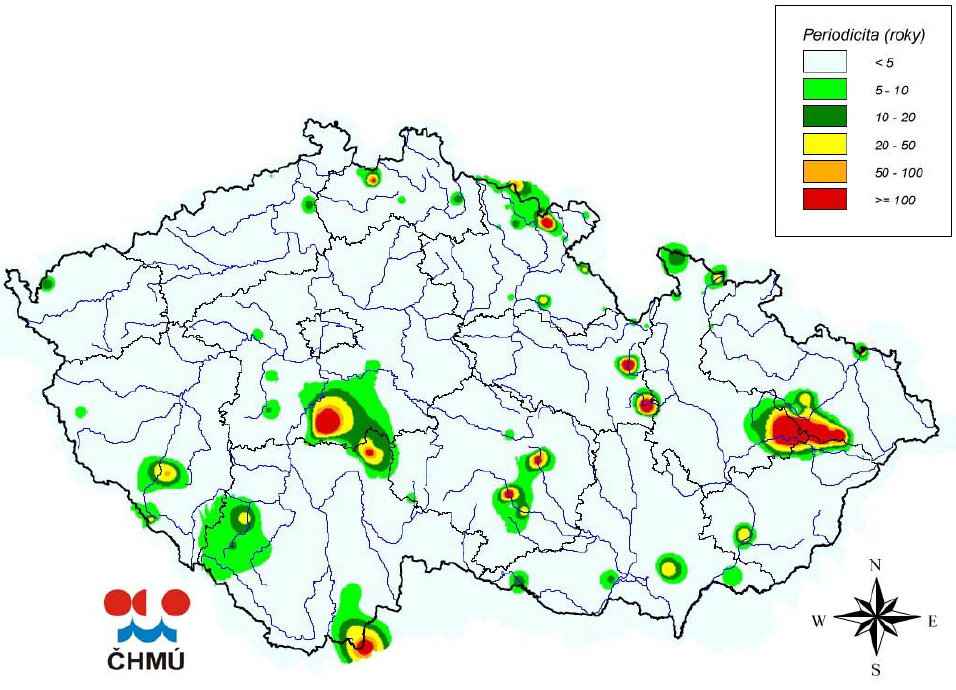 Periodicita (roky)
< 5
5 - 10
10 - 20
20 - 50
50 - 100
>= 100
N
W E
S
ČHMÚ